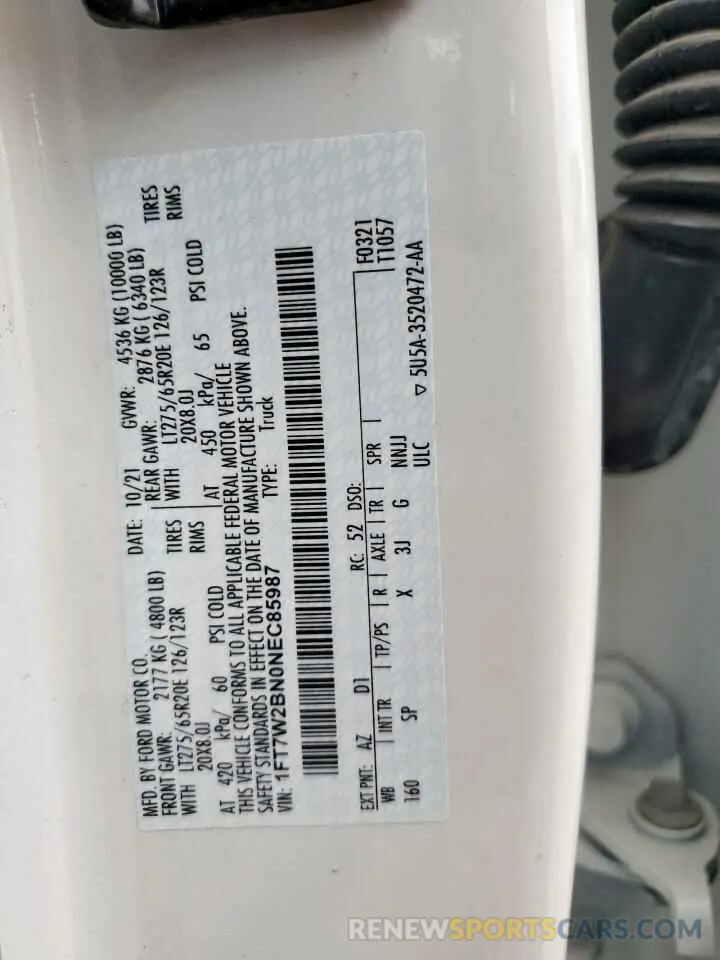 MFD. BY FORD MOTOR CO.
DATE: 10/21 GVWR: 4536 KG (10000 LB)
FRONT GAWR: 2177 KG ( 4800 LB) REAR GAWR: 2876 KG ( 6340 LB)
WITH LT275/65R20E 126/123R TIRES WITH LT275/65R20E 126/123R TIRES
20X8.0J RIMS 20X8.0J RIMS
AT 420 kPa/ 60 PSI COLD AT 450 kPa/ 65 PSI COLD
THIS VEHICLE CONFORMS TO ALL APPLICABLE FEDERAL MOTOR VEHICLE
SAFETY STANDARDS IN EFFECT ON THE DATE OF MANUFACTURE SHOWN ABOVE.
VIN: 1FT7W2BN0NEC85987 TYPE: Truck
EXT PNT: AZ D1 RC: 52 DSO: F0321
WB INT TR TP/PS R AXLE TR SPR T1057
160 SP X 3J G NNJJ
ULC ▽ 5U5A-3520472-AA
RENEWSPORTSCARS.COM